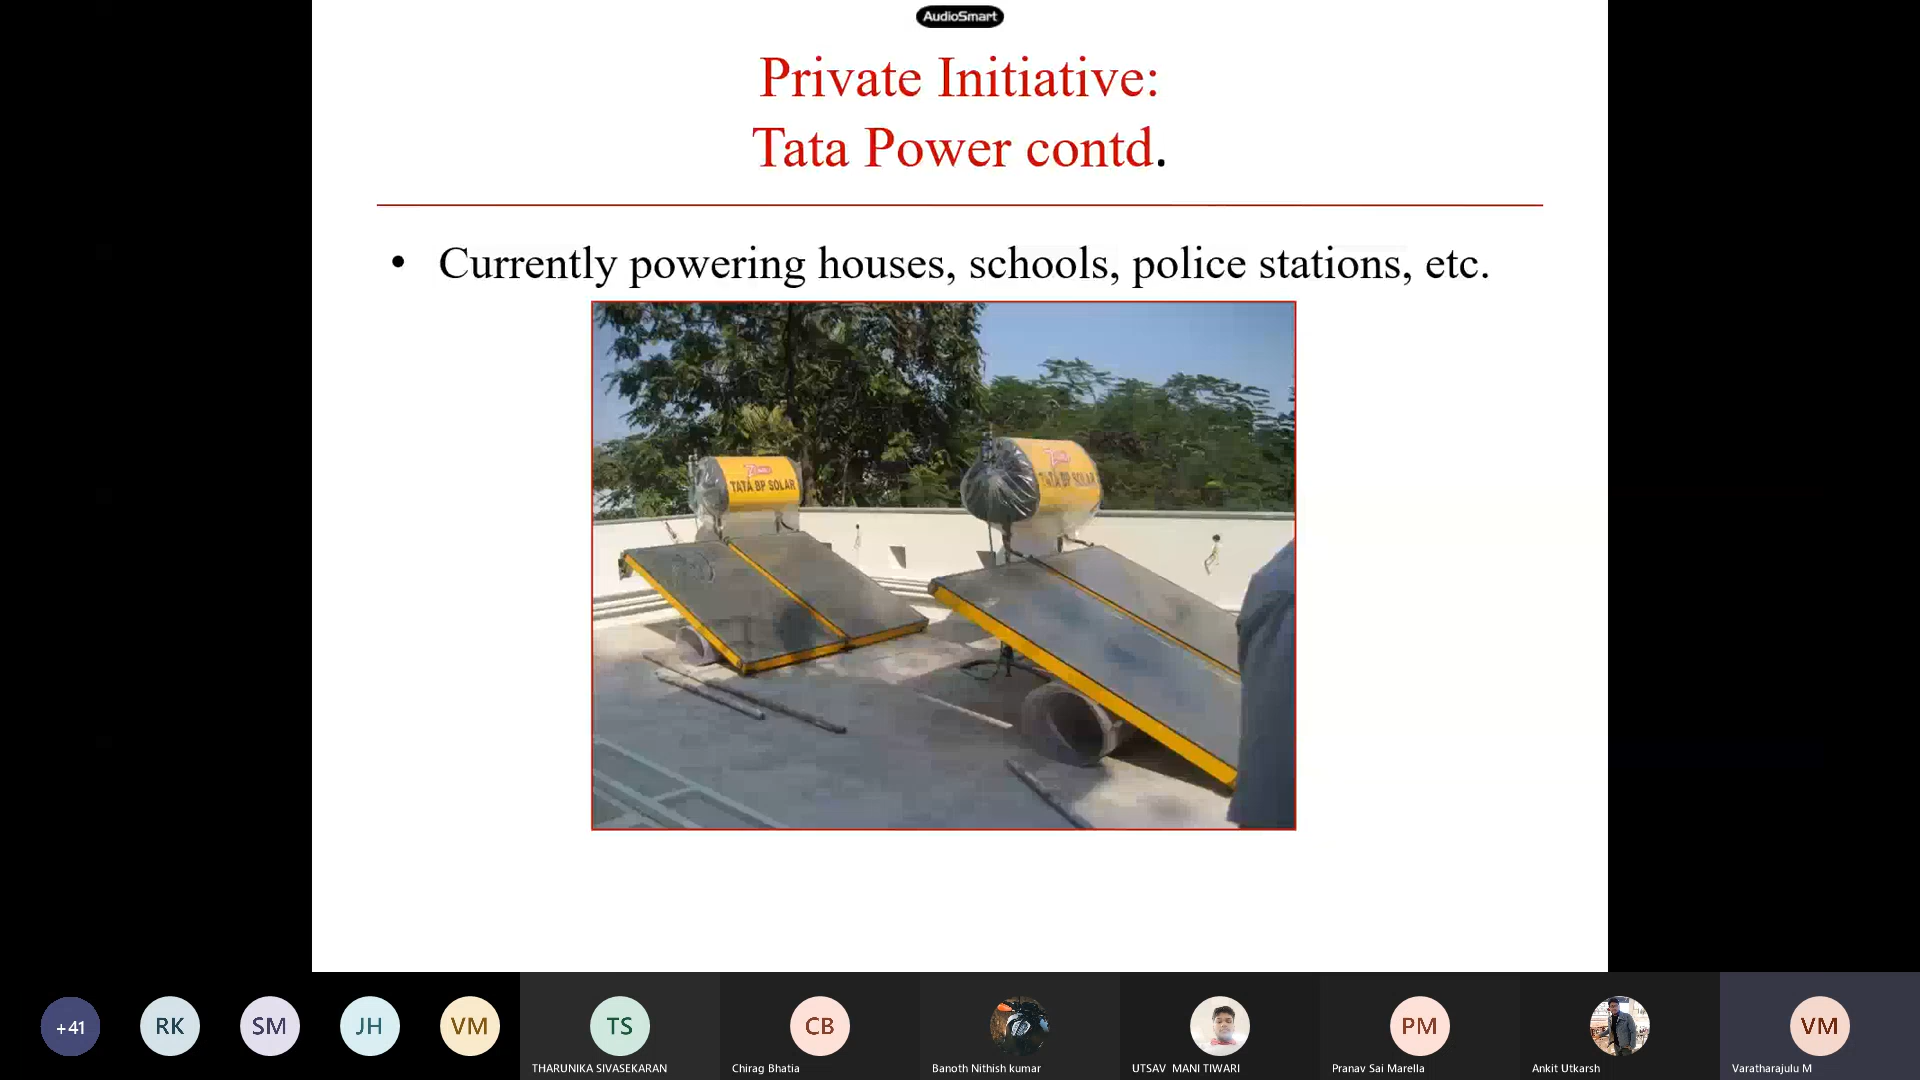 AudioSmart
Private Initiative:
Tata Power contd.
• Currently powering houses, schools, police stations, etc.
TATA BP SOLAR
TATA BP SOLAR
+41
RK
SM
JH
VM
TS
CB
PM
VM
THARUNIKA SIVASEKARAN
Chirag Bhatia
Banoth Nithish kumar
UTSAV MANI TIWARI
Pranav Sai Marella
Ankit Utkarsh
Varatharajulu M